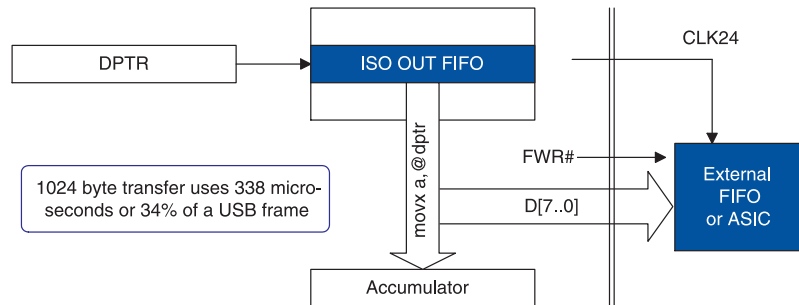 CLK24
DPTR
ISO OUT FIFO
movx a,@dptr
FWR#
1024 byte transfer uses 338 micro-
seconds or 34% of a USB frame
D[7..0]
External
FIFO
or ASIC
Accumulator